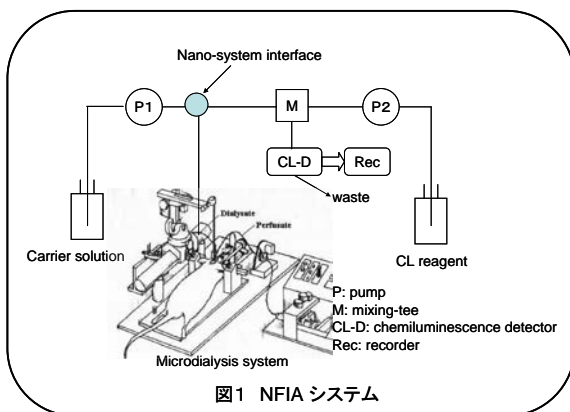 Nano-system interface
P1
M
P2
CL-D
Rec
waste
Dialysate
Perfusate
Carrier solution
CL reagent
P: pump
M: mixing-tee
CL-D: chemiluminescence detector
Rec: recorder
Microdialysis system
図1 NFIA システム